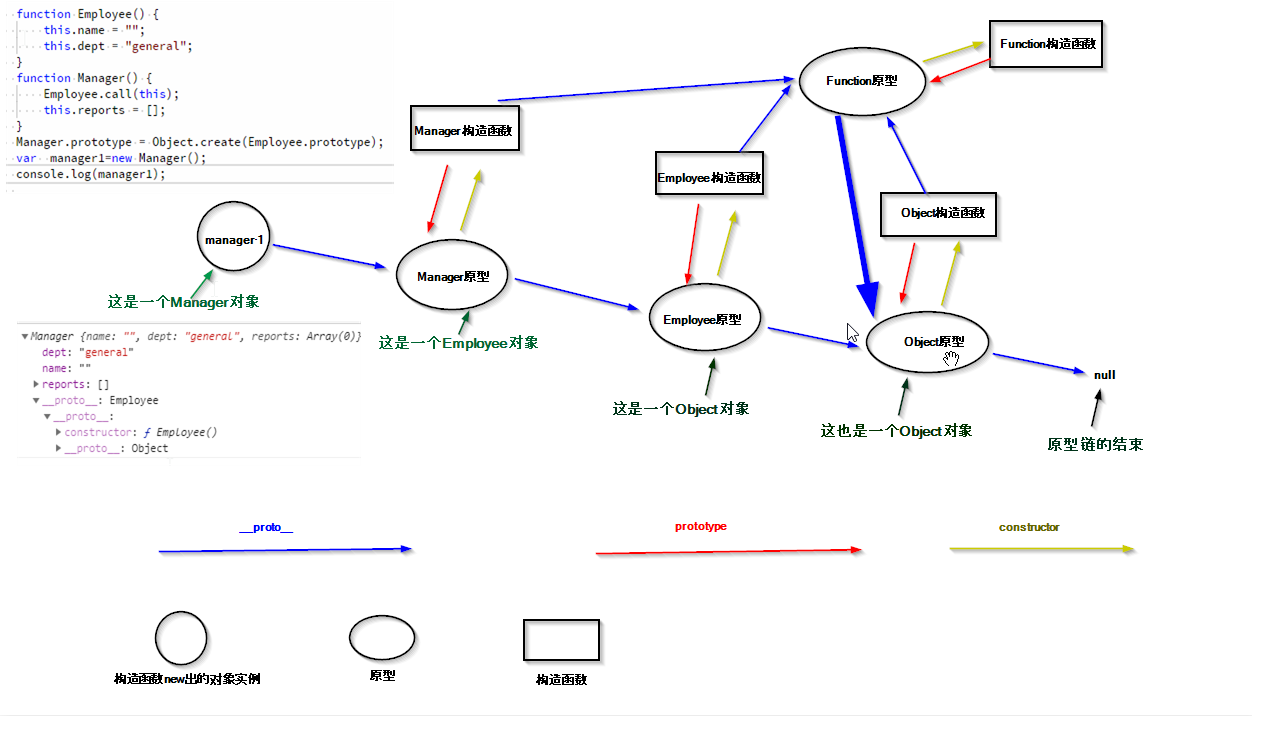 function Employee() {
this.name = "";
this.dept = "general";
}
function Manager() {
Employee.call(this);
this.reports = [];
}
Manager.prototype = Object.create(Employee.prototype);
var manager1=new Manager();
console.log(manager1);
Function构造函数
Function原型
Manager构造函数
Employee构造函数
Object构造函数
manager1
Manager原型
这是一个Manager对象
Employee原型
Object原型
这是一个Employee对象
null
这是一个Object对象
这也是一个Object对象
原型链的结束
Manager {name: "", dept: "general", reports: Array(0)}
dept: "general"
name: ""
reports: []
__proto__: Employee
__proto__:
constructor: ƒ Employee()
__proto__: Object
__proto__
prototype
constructor
构造函数new出的对象实例
原型
构造函数